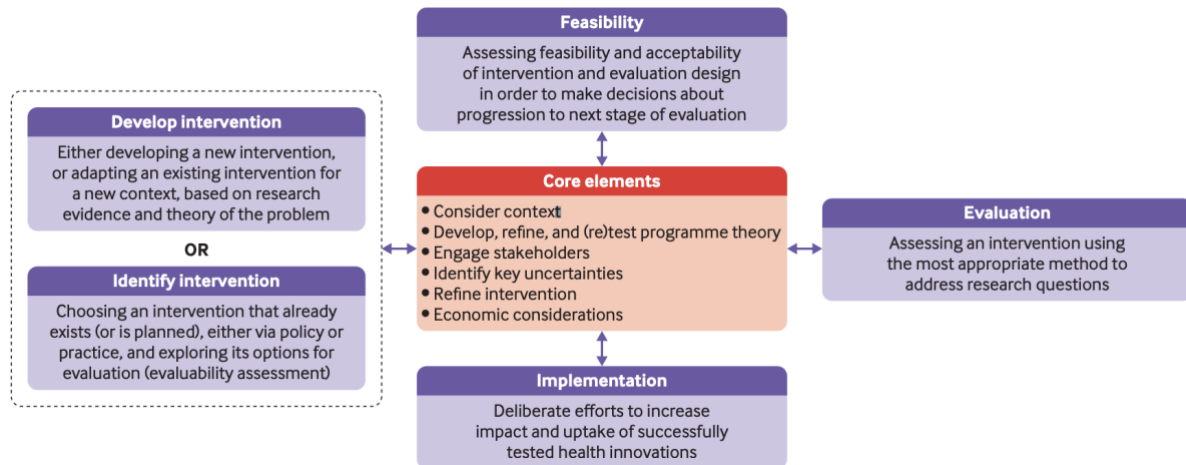 Feasibility
Assessing feasibility and acceptability
of intervention and evaluation design
in order to make decisions about
progression to next stage of evaluation
Develop intervention
Either developing a new intervention,
or adapting an existing intervention for
a new context, based on research
evidence and theory of the problem
OR
Identify intervention
Choosing an intervention that already
exists (or is planned), either via policy or
practice, and exploring its options for
evaluation (evaluability assessment)
Core elements
• Consider context
• Develop, refine, and (re)test programme theory
• Engage stakeholders
• Identify key uncertainties
• Refine intervention
• Economic considerations
Evaluation
Assessing an intervention using
the most appropriate method to
address research questions
Implementation
Deliberate efforts to increase
impact and uptake of successfully
tested health innovations